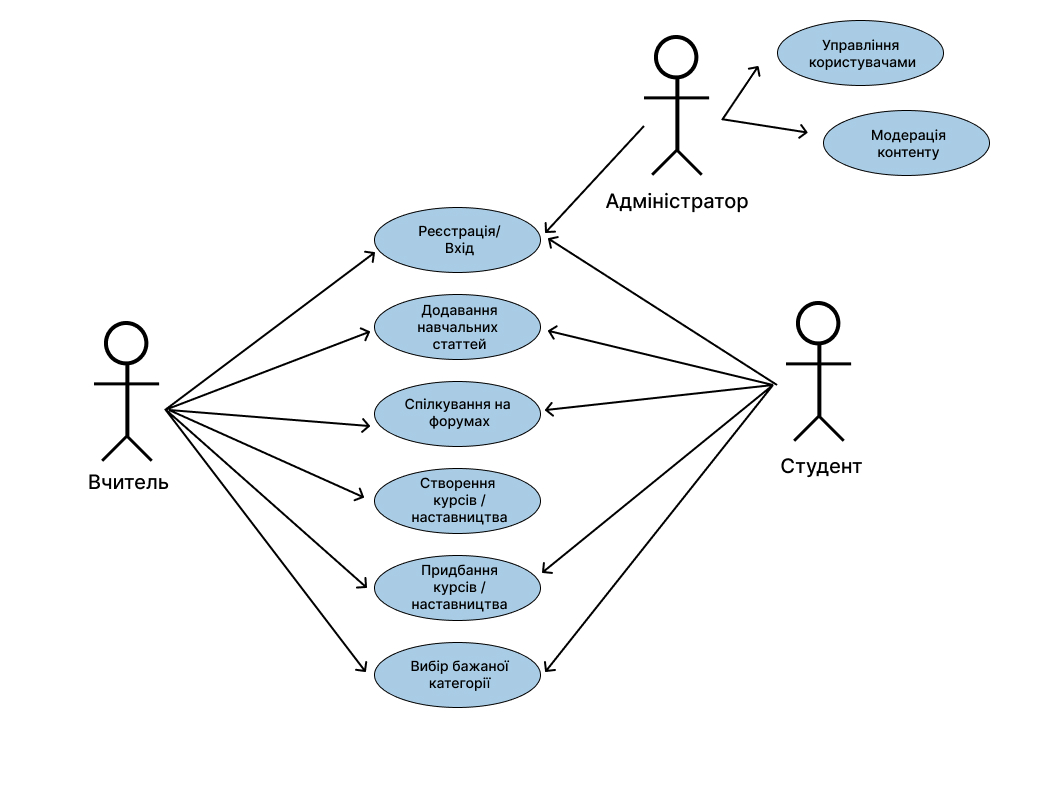 Управління
користувачами
Модерація
контенту
Адміністратор
Реєстрація/
Вхід
Додавання
навчальних
статтей
Спілкування на
форумах
Створення
курсів /
наставництва
Придбання
курсів /
наставництва
Вибір бажаної
категорії
Вчитель
Студент